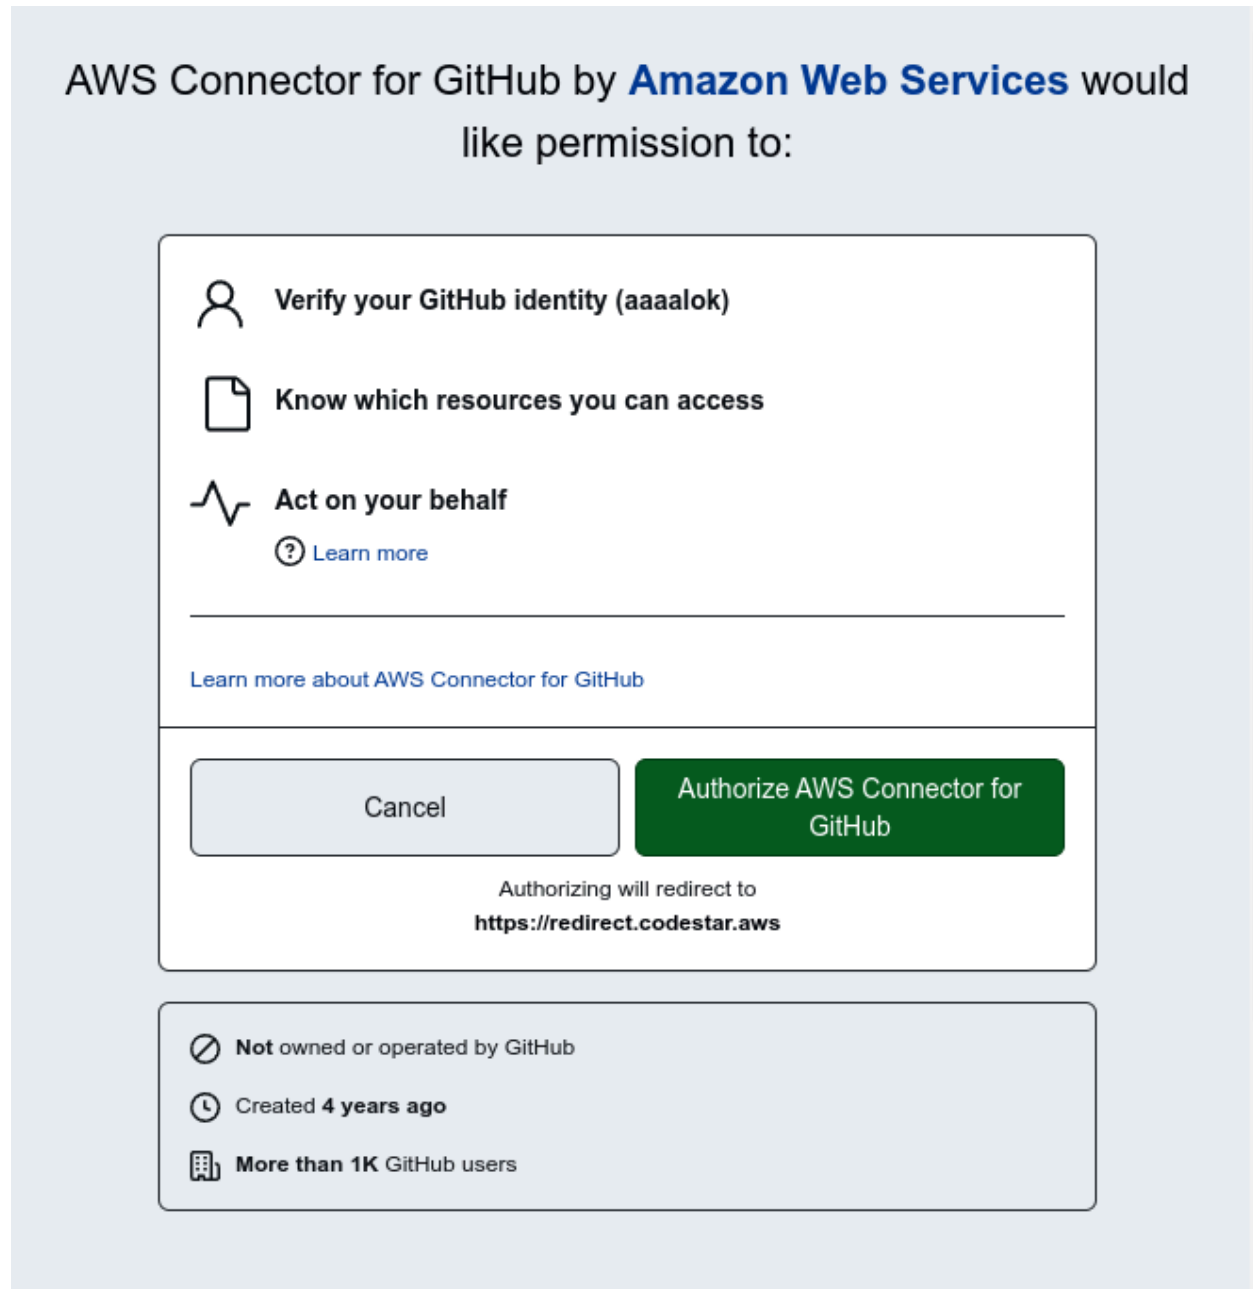 AWS Connector for GitHub by Amazon Web Services would
like permission to:
Verify your GitHub identity (aaaalok)
Know which resources you can access
Act on your behalf
Learn more
Learn more about AWS Connector for GitHub
Cancel
Authorize AWS Connector for
GitHub
Authorizing will redirect to
https://redirect.codestar.aws
Not owned or operated by GitHub
Created 4 years ago
More than 1K GitHub users